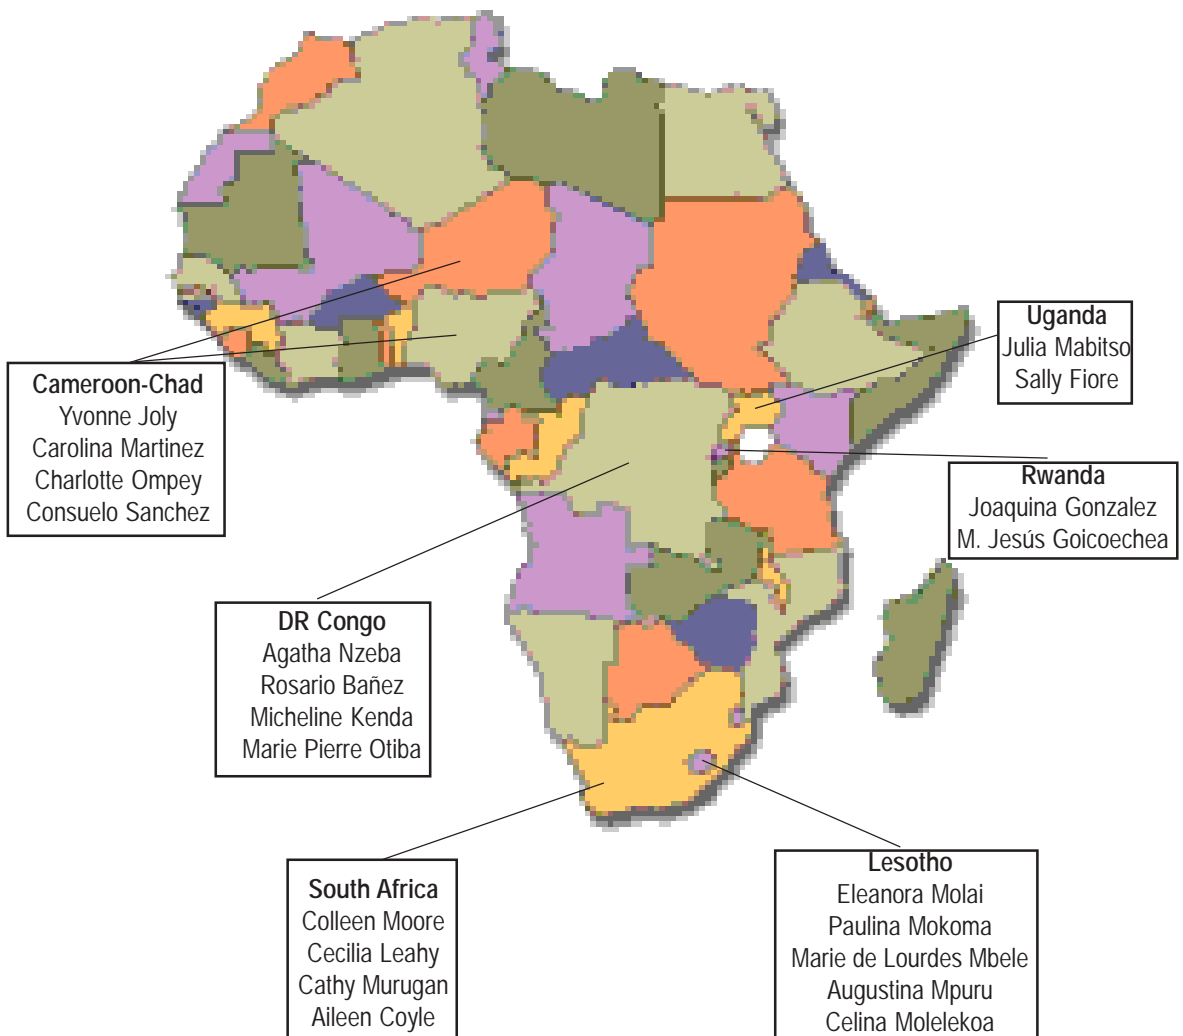 Uganda
Julia Mabitso
Sally Fiore
Cameroon-Chad
Yvonne Joly
Carolina Martinez
Charlotte Ompey
Consuelo Sanchez
Rwanda
Joaquina Gonzalez
M. Jesús Goicoechea
DR Congo
Agatha Nzeba
Rosario Bañez
Micheline Kenda
Marie Pierre Otiba
South Africa
Colleen Moore
Cecilia Leahy
Cathy Murugan
Aileen Coyle
Lesotho
Eleanora Molai
Paulina Mokoma
Marie de Lourdes Mbele
Augustina Mpuru
Celina Molelekoa